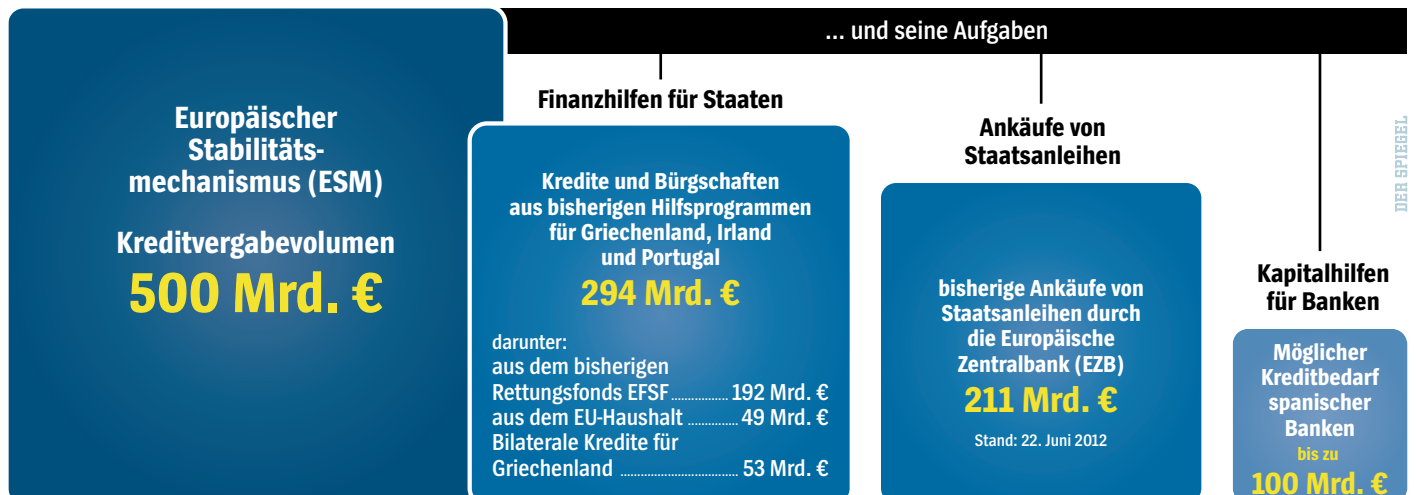 Europäischer
Stabilitäts-
mechanismus (ESM)
Kreditvergabevolumen
500 Mrd. €
... und seine Aufgaben
Finanzhilfen für Staaten
Kredite und Bürgschaften
aus bisherigen Hilfsprogrammen
für Griechenland, Irland
und Portugal
294 Mrd. €
darunter:
aus dem bisherigen
Rettungsfonds EFSF ................. 192 Mrd. €
aus dem EU-Haushalt ............... 49 Mrd. €
Bilaterale Kredite für
Griechenland ................................... 53 Mrd. €
Ankäufe von
Staatsanleihen
bisherige Ankäufe von
Staatsanleihen durch
die Europäische
Zentralbank (EZB)
211 Mrd. €
Stand: 22. Juni 2012
Kapitalhilfen
für Banken
Möglicher
Kreditbedarf
spanischer
Banken
bis zu
100 Mrd. €
DER SPIEGEL